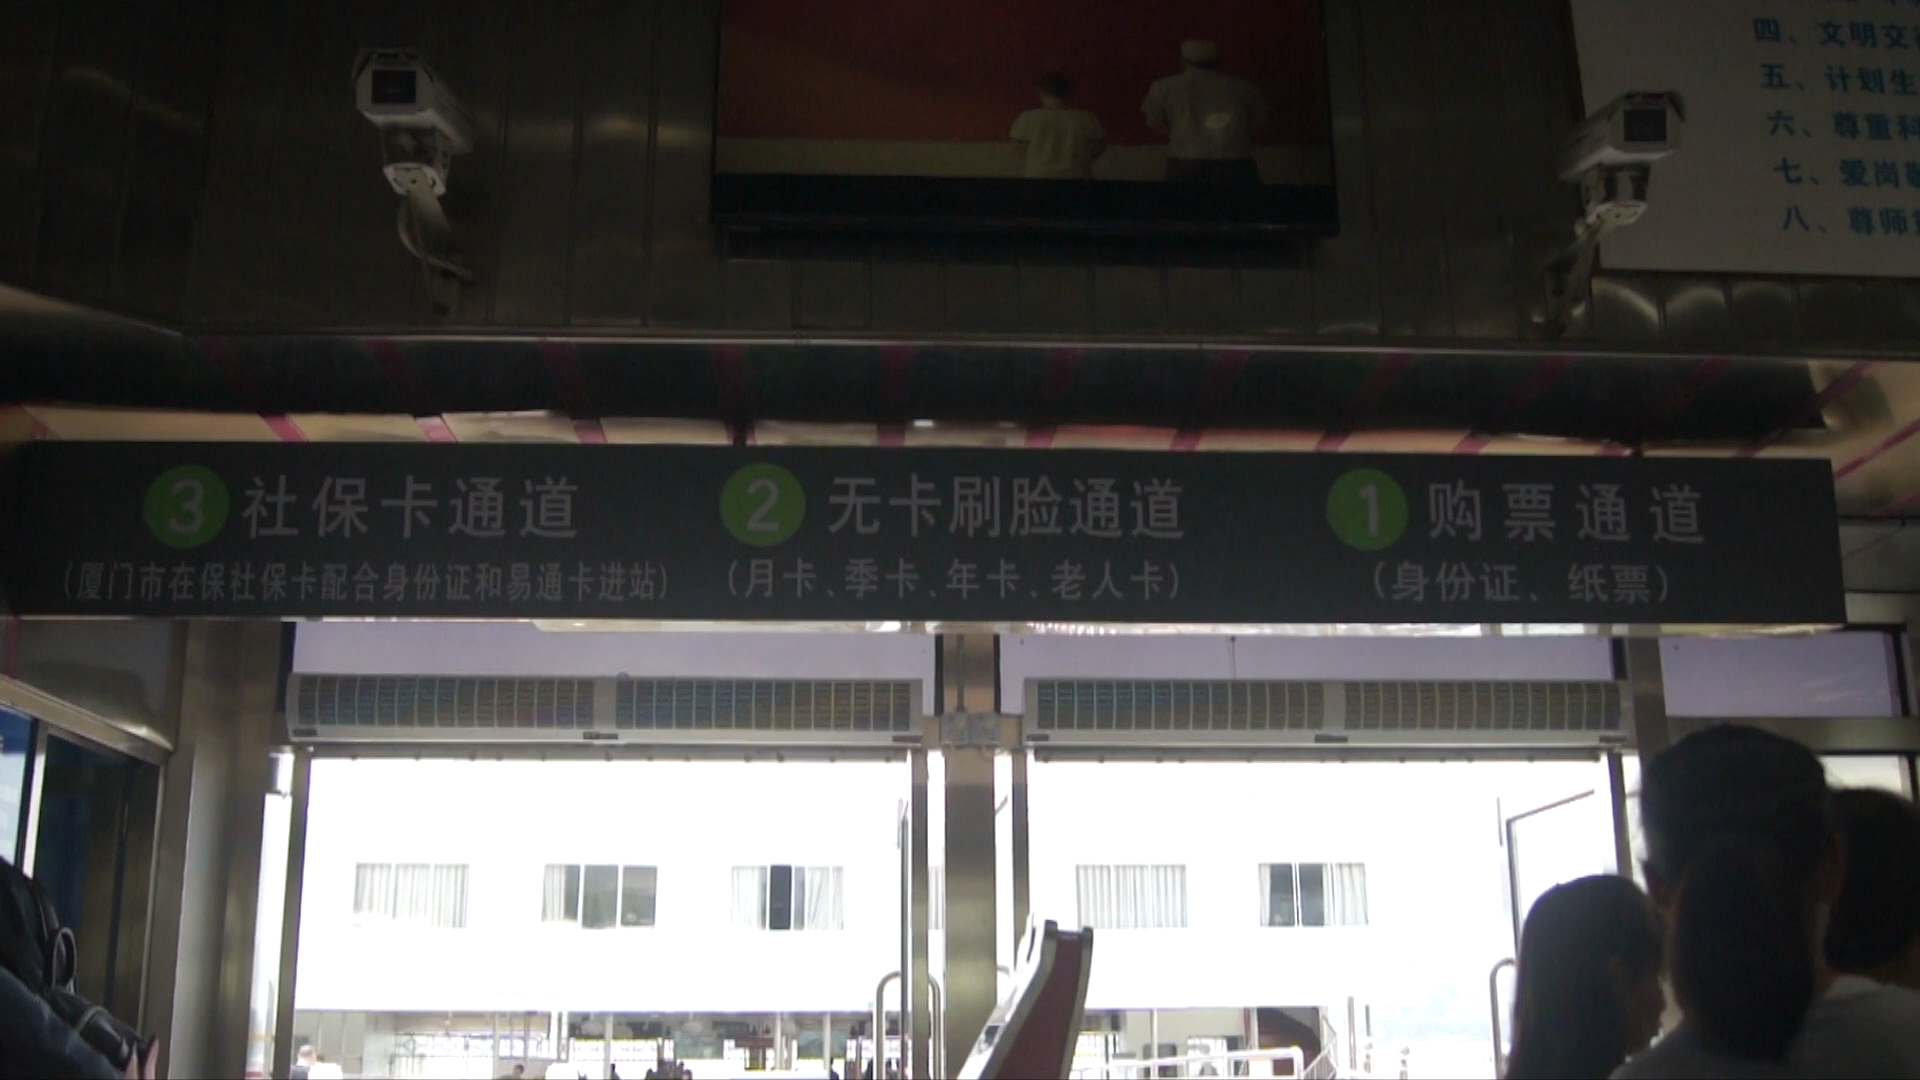 四、文明交
五、计划生
六、尊重科
七、爱岗敬
八、尊师重
3 社保卡通道
(厦门市在保社保卡配合身份证和易通卡进站)
2 无卡刷脸通道
(月卡、季卡、年卡、老人卡)
1 购票通道
(身份证、纸票)